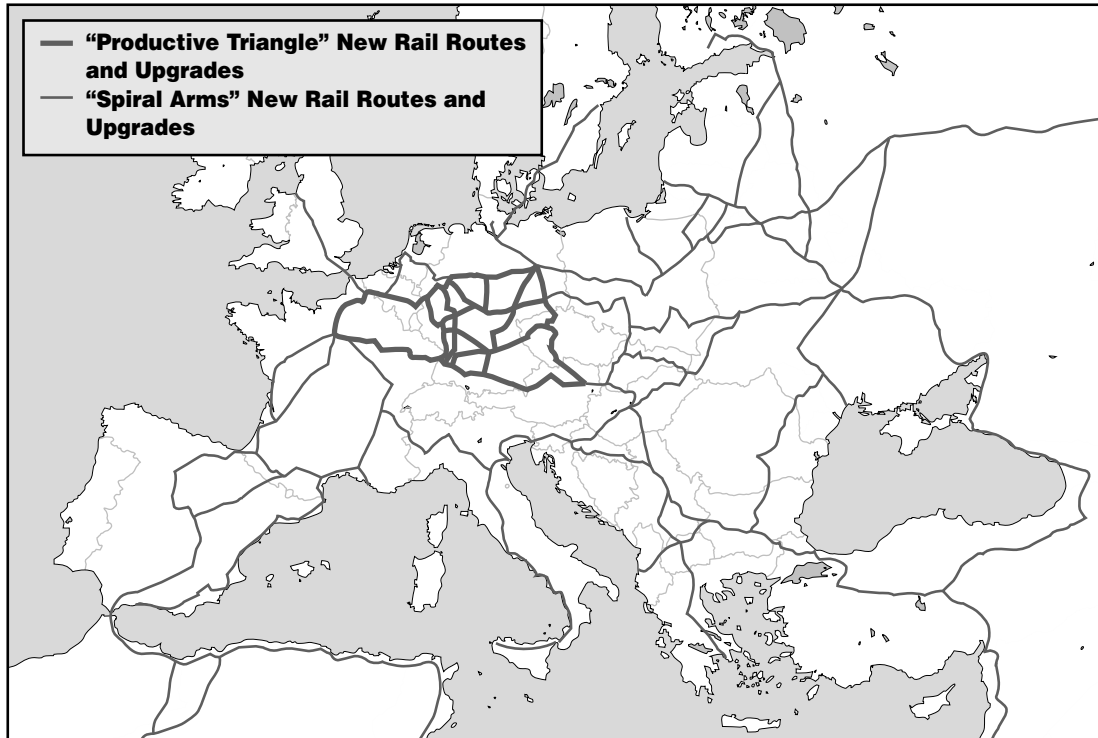 “Productive Triangle” New Rail Routes
and Upgrades
“Spiral Arms” New Rail Routes and
Upgrades